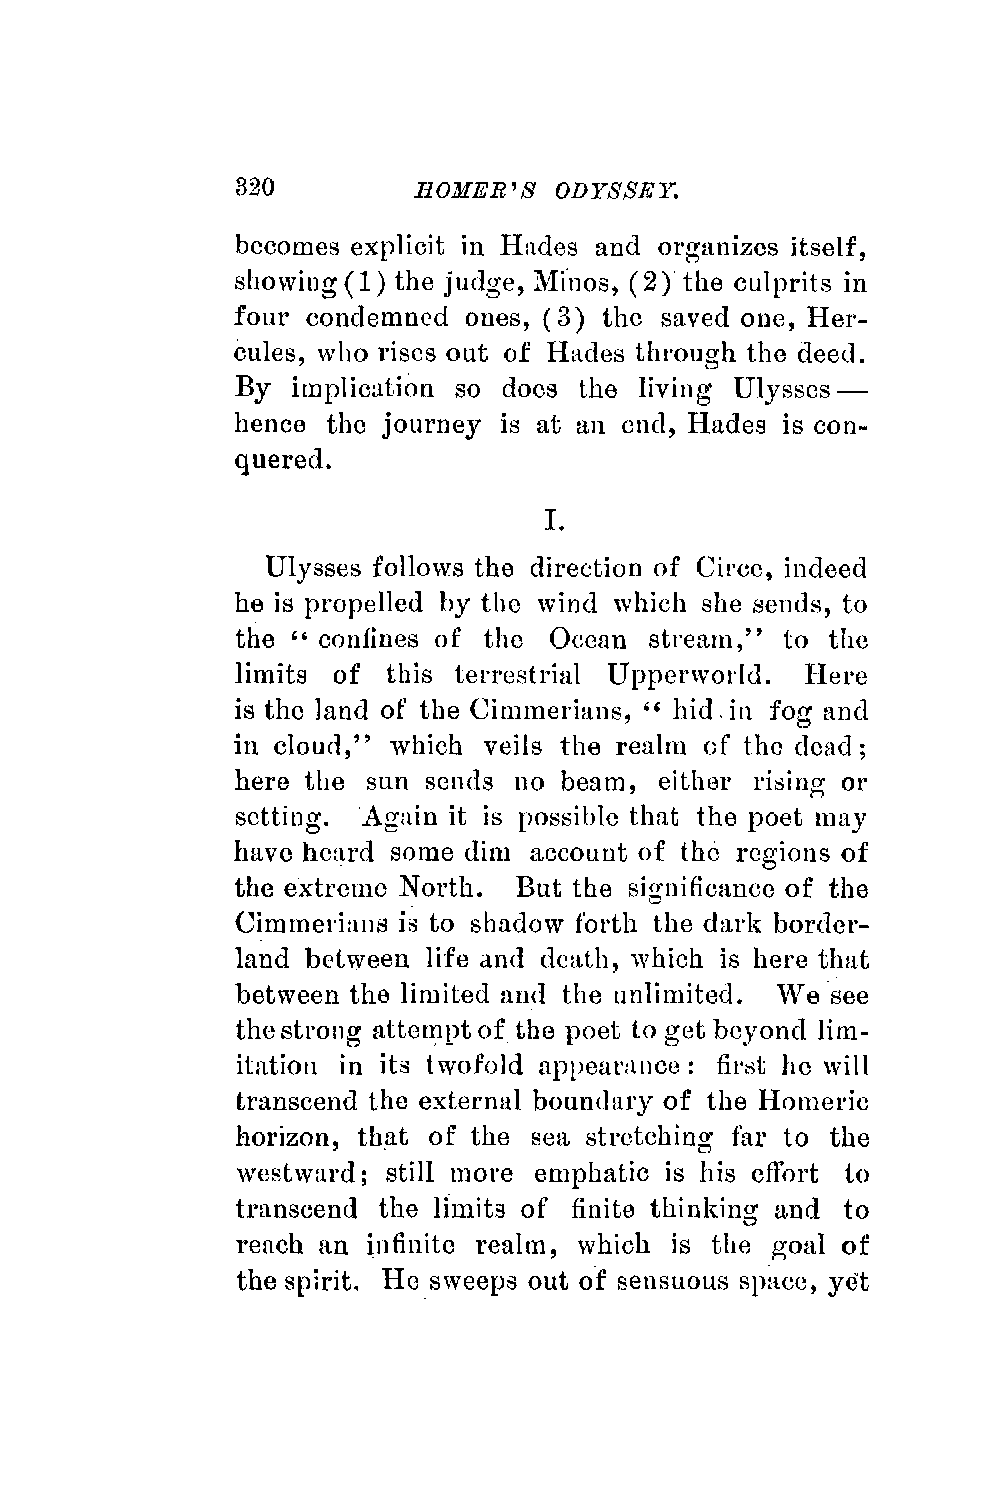 320 HOMER'S ODYSSEY.
becomes explicit in Hades and organizes itself,
showing (1) the judge, Minos, (2) the culprits in
four condemned ones, (3) the saved one, Her-
cules, who rises out of Hades through the deed.
By implication so does the living Ulysses —
hence the journey is at an end, Hades is con-
quered.
I.
Ulysses follows the direction of Circe, indeed
he is propelled by the wind which she sends, to
the “ confines of the Ocean stream,” to the
limits of this terrestrial Upperworld. Here
is the land of the Cimmerians, “ hid in fog and
in cloud,” which veils the realm of the dead;
here the sun sends no beam, either rising or
setting. Again it is possible that the poet may
have heard some dim account of the regions of
the extreme North. But the significance of the
Cimmerians is to shadow forth the dark border-
land between life and death, which is here that
between the limited and the unlimited. We see
the strong attempt of the poet to get beyond lim-
itation in its twofold appearance: first he will
transcend the external boundary of the Homeric
horizon, that of the sea stretching far to the
westward; still more emphatic is his effort to
transcend the limits of finite thinking and to
reach an infinite realm, which is the goal of
the spirit. He sweeps out of sensuous space, yet